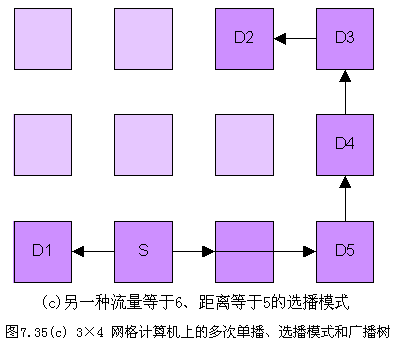 D2 D3
D4
D1 S D5
(c)另一种流量等于6、距离等于5的选播模式
图7.35(c) 3×4 网格计算机上的多次单播、选播模式和广播树